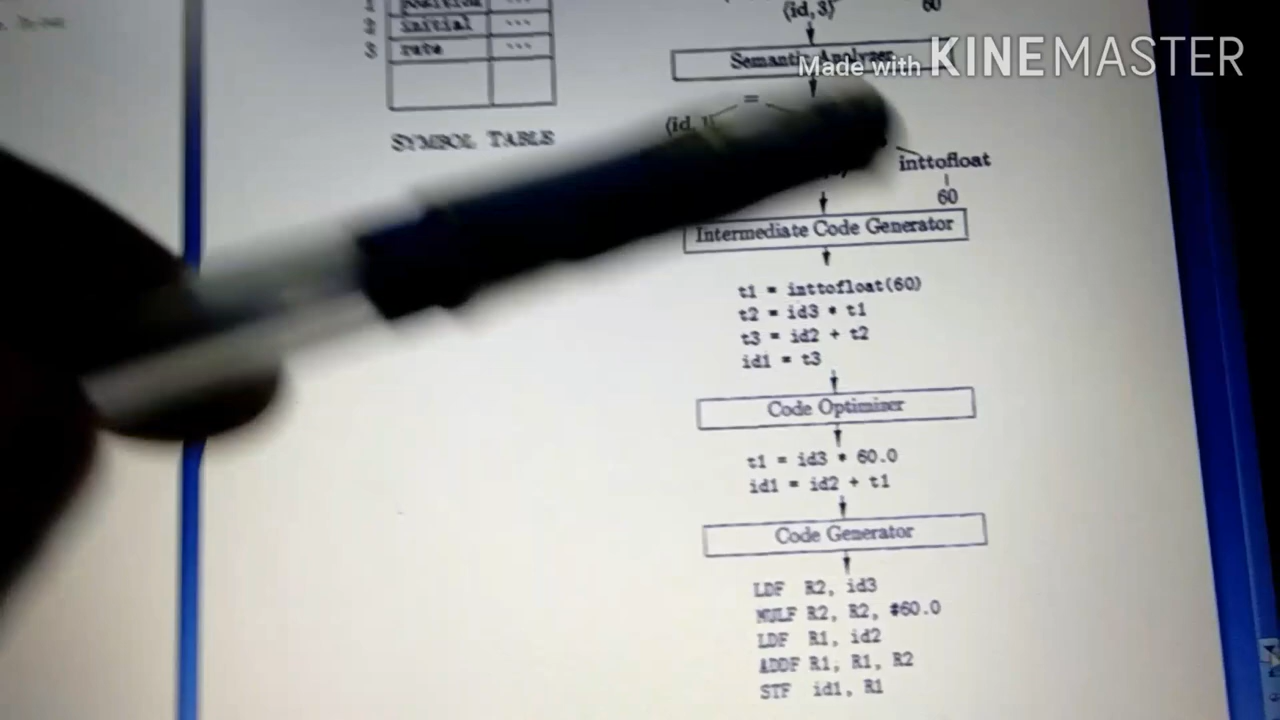 1 position ...
2 initial ...
3 rate ...
SYMBOL TABLE
(id, 3) 60
Semantic Analyzer
Made with KINEMASTER
=
(id, 1)
inttofloat
60
Intermediate Code Generator
t1 = inttofloat(60)
t2 = id3 * t1
t3 = id2 + t2
id1 = t3
Code Optimizer
t1 = id3 * 60.0
id1 = id2 + t1
Code Generator
LDF R2, id3
MULF R2, R2, #60.0
LDF R1, id2
ADDF R1, R1, R2
STF id1, R1